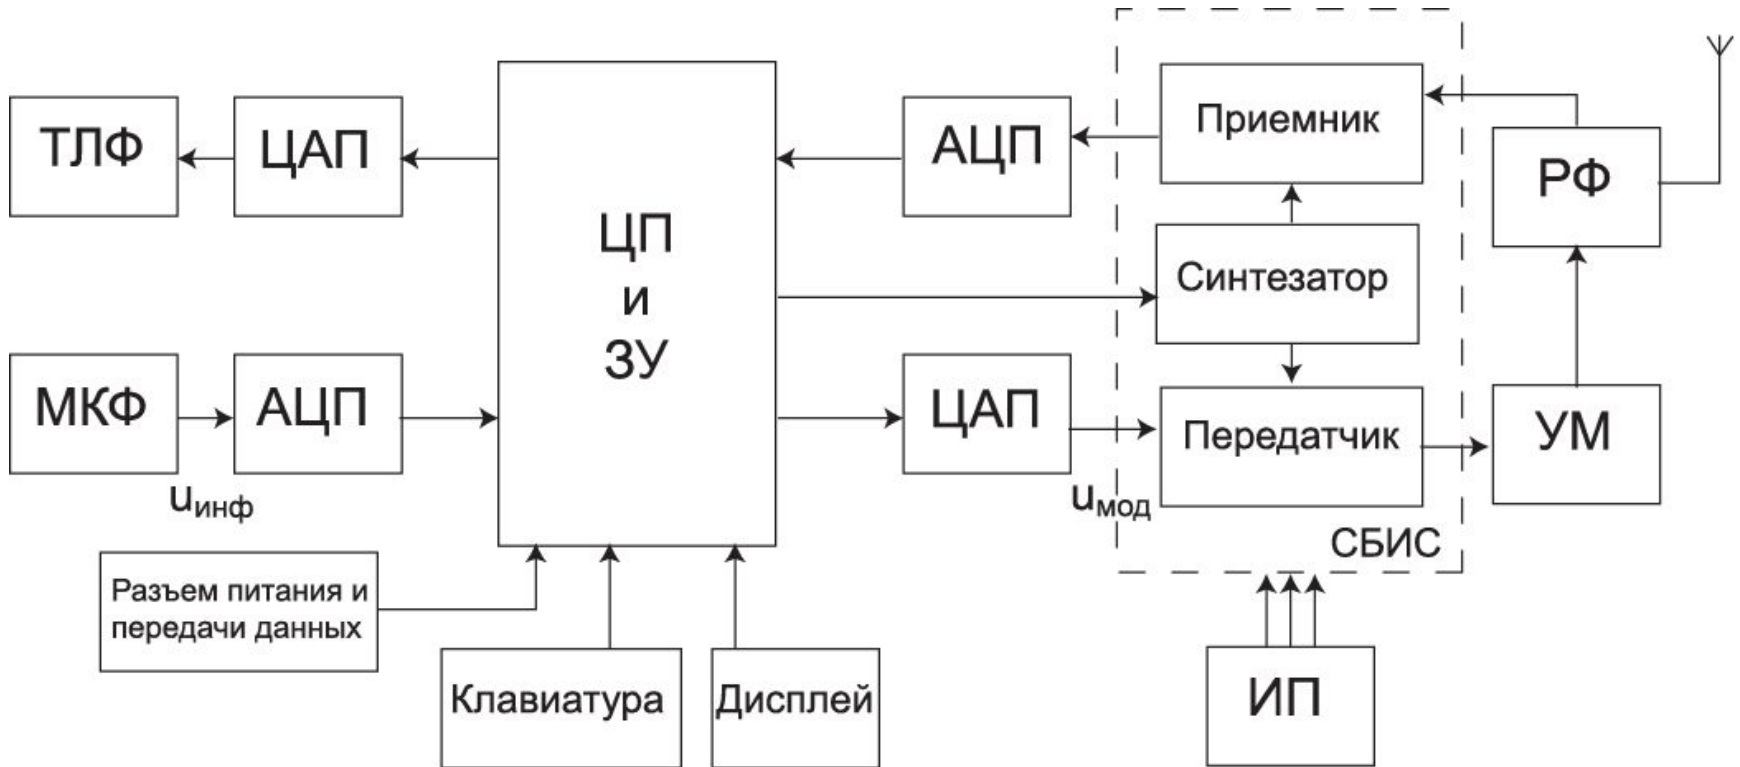 ТЛФ
ЦАП
ЦП
и
ЗУ
АЦП
Приемник
РФ
Синтезатор
МКФ
АЦП
ЦАП
Передатчик
УМ
uинф
uмод
СБИС
Разъем питания и
передачи данных
Клавиатура
Дисплей
ИП